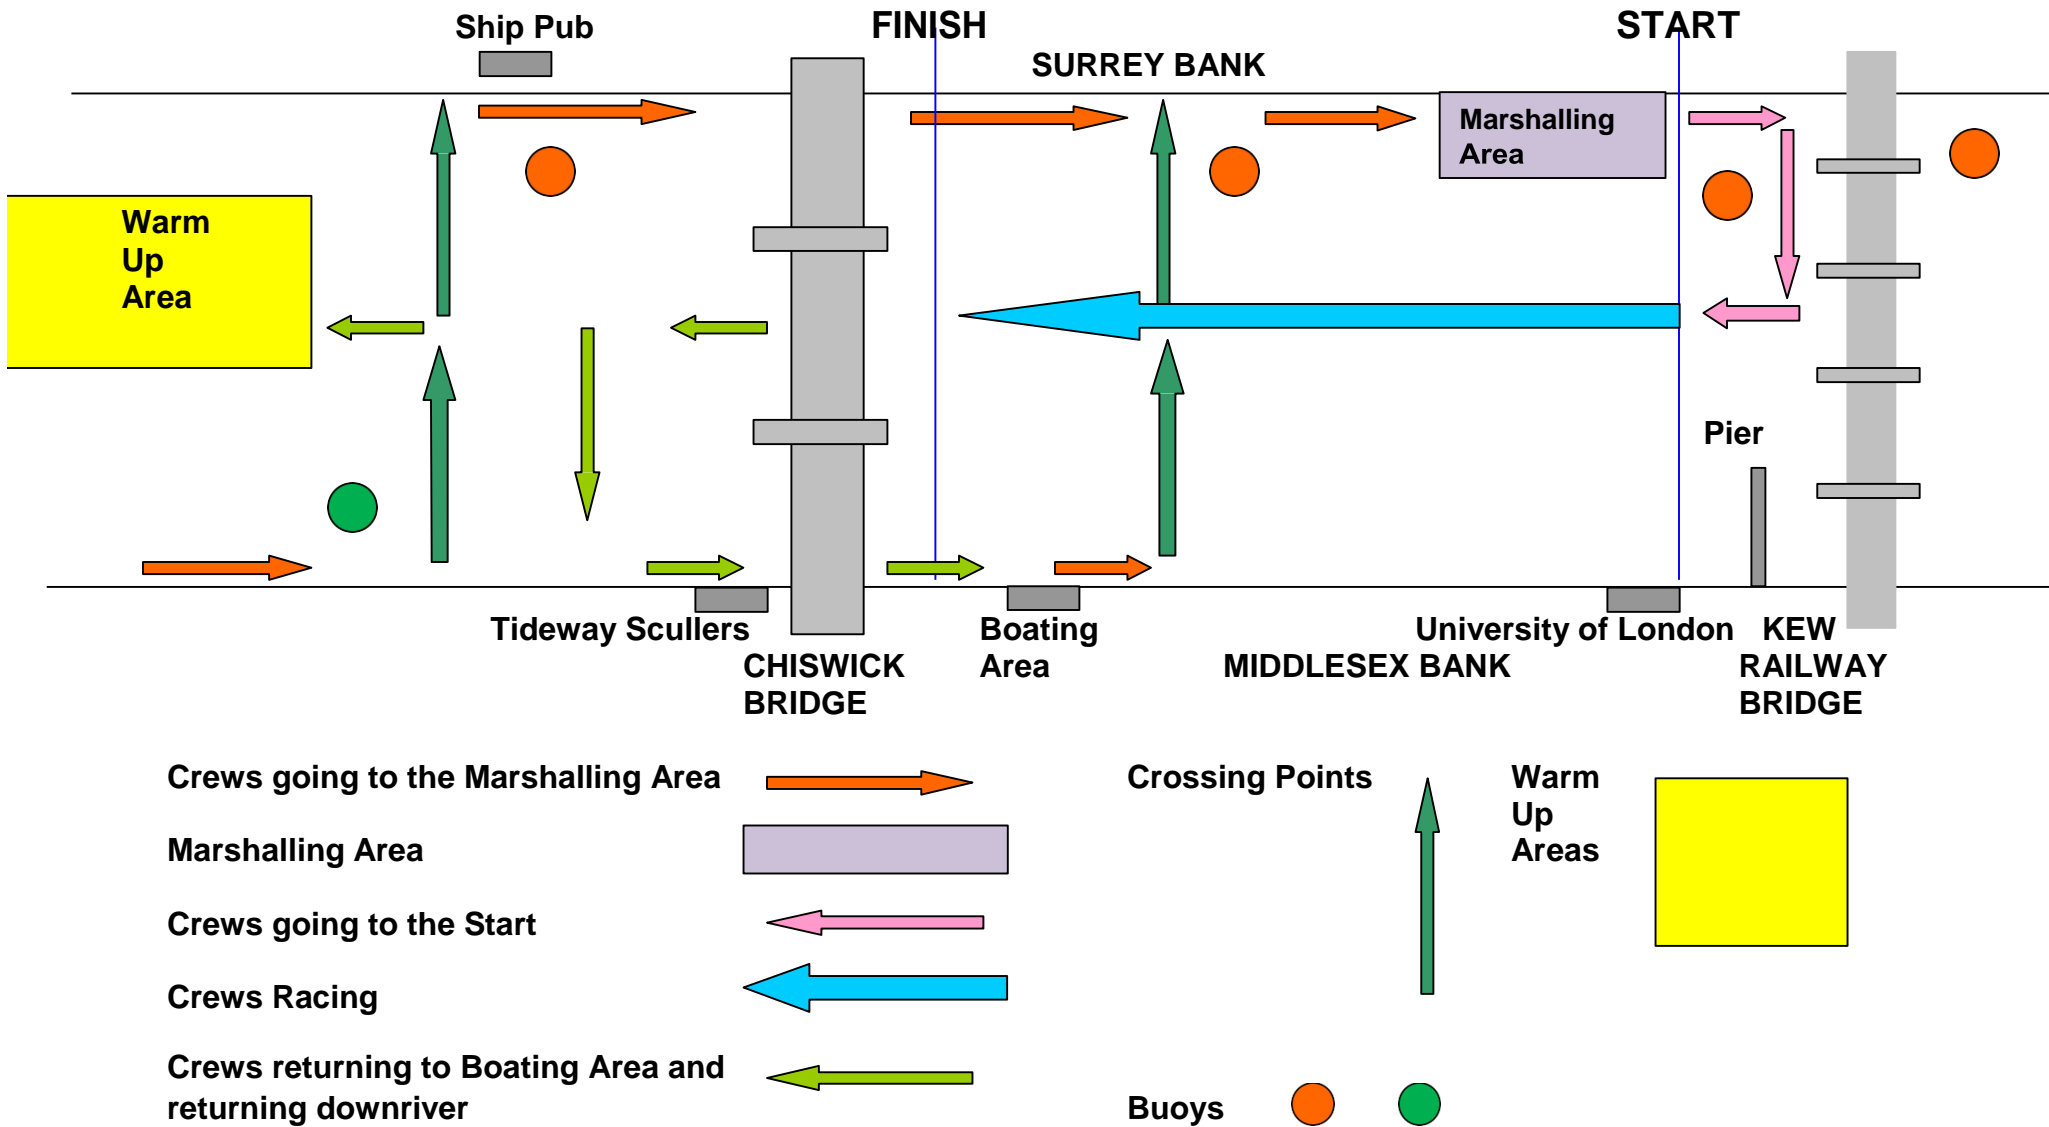 Ship Pub
FINISH
START
SURREY BANK
Marshalling
Area
Warm
Up
Area
Pier
Tideway Scullers
CHISWICK
BRIDGE
Boating
Area
University of London
MIDDLESEX BANK
KEW
RAILWAY
BRIDGE
Crews going to the Marshalling Area
Marshalling Area
Crews going to the Start
Crews Racing
Crews returning to Boating Area and
returning downriver
Crossing Points
Buoys
Warm
Up
Areas